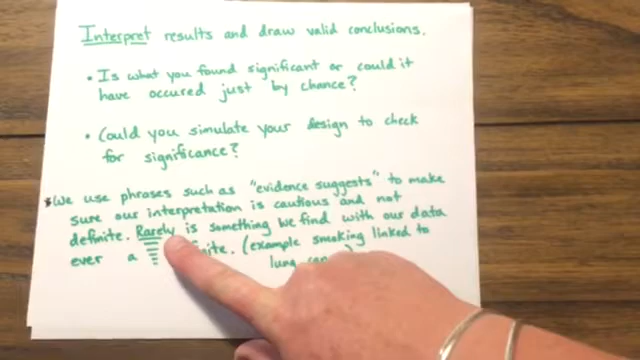 Interpret results and draw valid conclusions.
• Is what you found significant or could it
have occured just by chance?
• Could you simulate your design to check
for significance?
*We use phrases such as "evidence suggests" to make
sure our interpretation is cautious and not
definite. Rarely is something we find with our data
ever a nite. (example smoking linked to
lung